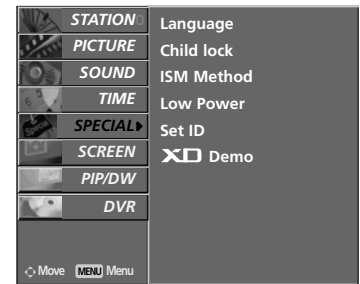 STATION
PICTURE
SOUND
TIME
SPECIAL
SCREEN
PIP/DW
DVR
Move MENU Menu
Language
Child lock
ISM Method
Low Power
Set ID
XD Demo